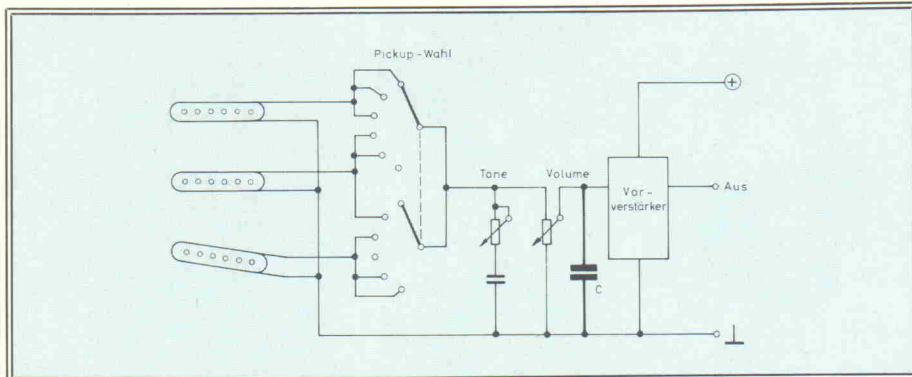 Pickup-Wahl
Tone
Volume
Vor-
verstärker
Aus
C